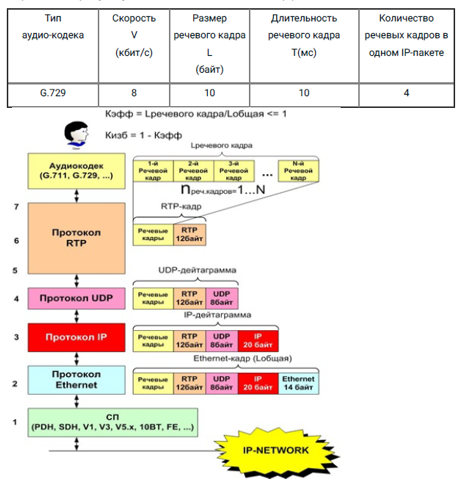 Тип аудио-кодека
Скорость V (кбит/с)
Размер речевого кадра L (байт)
Длительность речевого кадра T(мс)
Количество речевых кадров в одном IP-пакете
G.729
8
10
10
4
Кэфф = Lречевого кадра/Lобщая <= 1
Кизб = 1 - Кэфф
Lречевого кадра
Аудиокодек
(G.711, G.729, ...)
1-й Речевой кадр
2-й Речевой кадр
3-й Речевой кадр
...
N-й Речевой кадр
nреч.кадров=1...N
7
RTP-кадр
Протокол RTP
6
Речевые кадры
RTP 12байт
5
UDP-дейтаграмма
4
Протокол UDP
Речевые кадры
RTP 12байт
UDP 8байт
IP-дейтаграмма
3
Протокол IP
Речевые кадры
RTP 12байт
UDP 8байт
IP 20 байт
Ethernet-кадр (Lобщая)
2
Протокол Ethernet
Речевые кадры
RTP 12байт
UDP 8байт
IP 20 байт
Ethernet 14 байт
1
СП
(PDH, SDH, V1, V3, V5.x, 10BT, FE, ...)
IP-NETWORK